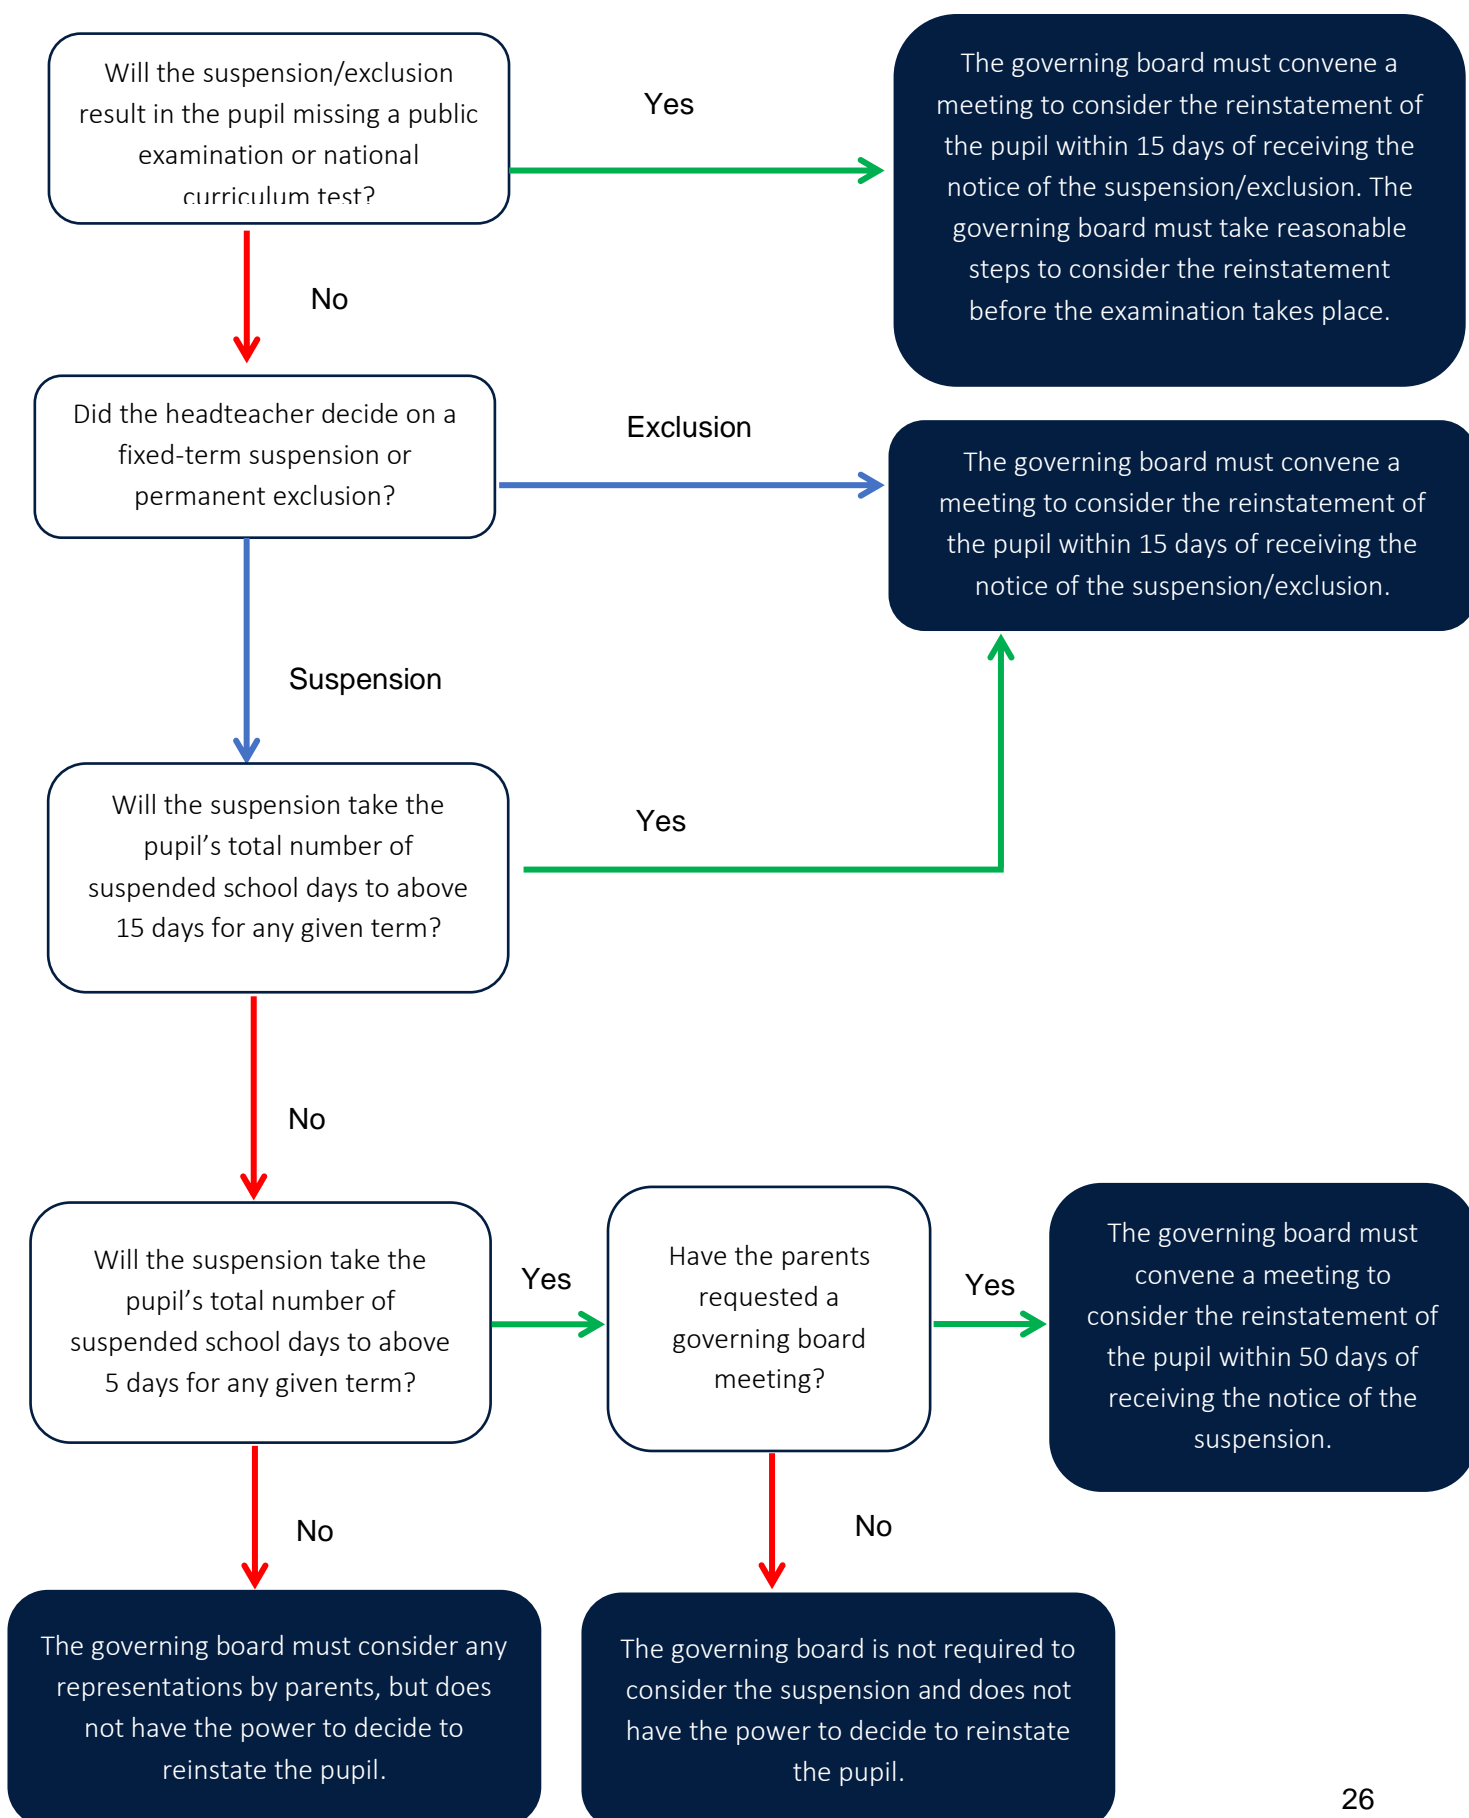 Will the suspension/exclusion
result in the pupil missing a public
examination or national
curriculum test?
Yes
The governing board must convene a
meeting to consider the reinstatement of
the pupil within 15 days of receiving the
notice of the suspension/exclusion. The
governing board must take reasonable
steps to consider the reinstatement
before the examination takes place.
No
Did the headteacher decide on a
fixed-term suspension or
permanent exclusion?
Exclusion
The governing board must convene a
meeting to consider the reinstatement of
the pupil within 15 days of receiving the
notice of the suspension/exclusion.
Suspension
Will the suspension take the
pupil’s total number of
suspended school days to above
15 days for any given term?
Yes
No
Will the suspension take the
pupil’s total number of
suspended school days to above
5 days for any given term?
Yes
Have the parents
requested a
governing board
meeting?
Yes
The governing board must
convene a meeting to
consider the reinstatement of
the pupil within 50 days of
receiving the notice of the
suspension.
No
No
The governing board must consider any
representations by parents, but does
not have the power to decide to
reinstate the pupil.
The governing board is not required to
consider the suspension and does not
have the power to decide to reinstate
the pupil.
26